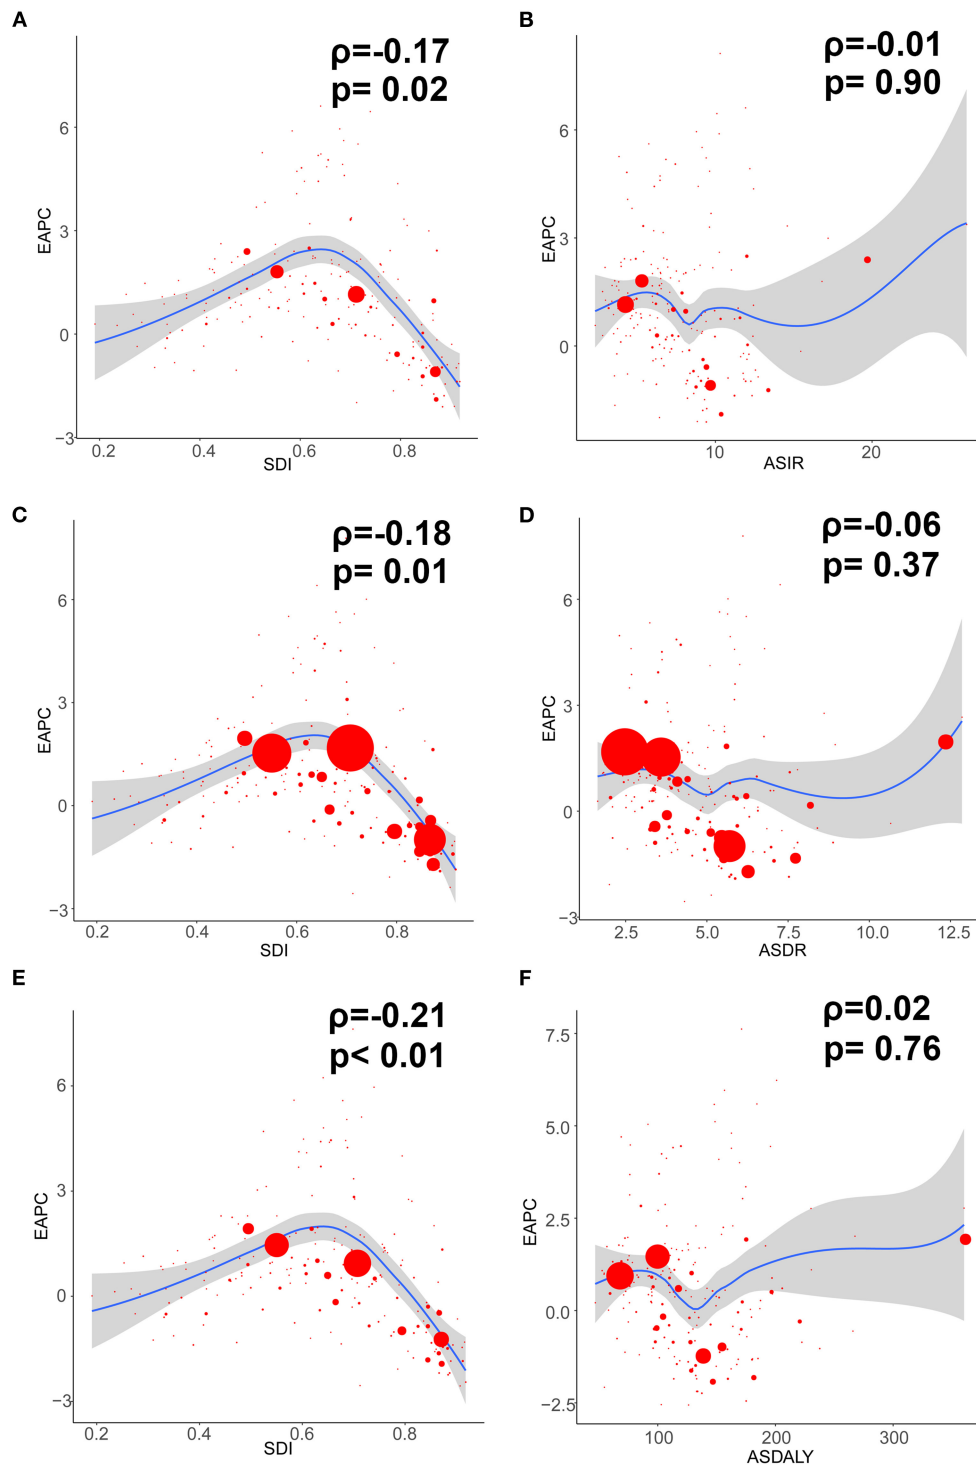 A
ρ=-0.17
p= 0.02
EAPC
6
3
0
−3
0.2 0.4 0.6 0.8
SDI
B
ρ=-0.01
p= 0.90
EAPC
6
3
0
10 20
ASIR
C
ρ=-0.18
p= 0.01
EAPC
6
3
0
−3
0.2 0.4 0.6 0.8
SDI
D
ρ=-0.06
p= 0.37
EAPC
6
3
0
−3
2.5 5.0 7.5 10.0 12.5
ASDR
E
ρ=-0.21
p< 0.01
EAPC
6
3
0
−3
0.2 0.4 0.6 0.8
SDI
F
ρ=0.02
p= 0.76
EAPC
7.5
5.0
2.5
0.0
−2.5
100 200 300
ASDALY